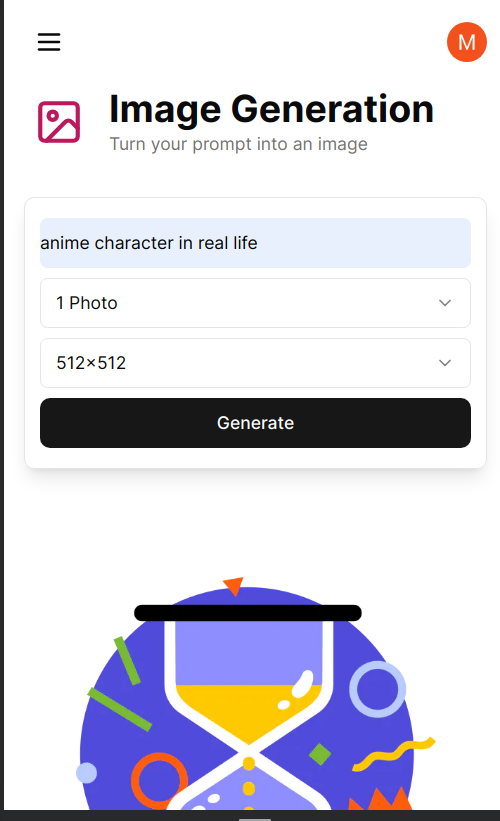 M
Image Generation
Turn your prompt into an image
anime character in real life
1 Photo
512×512
Generate